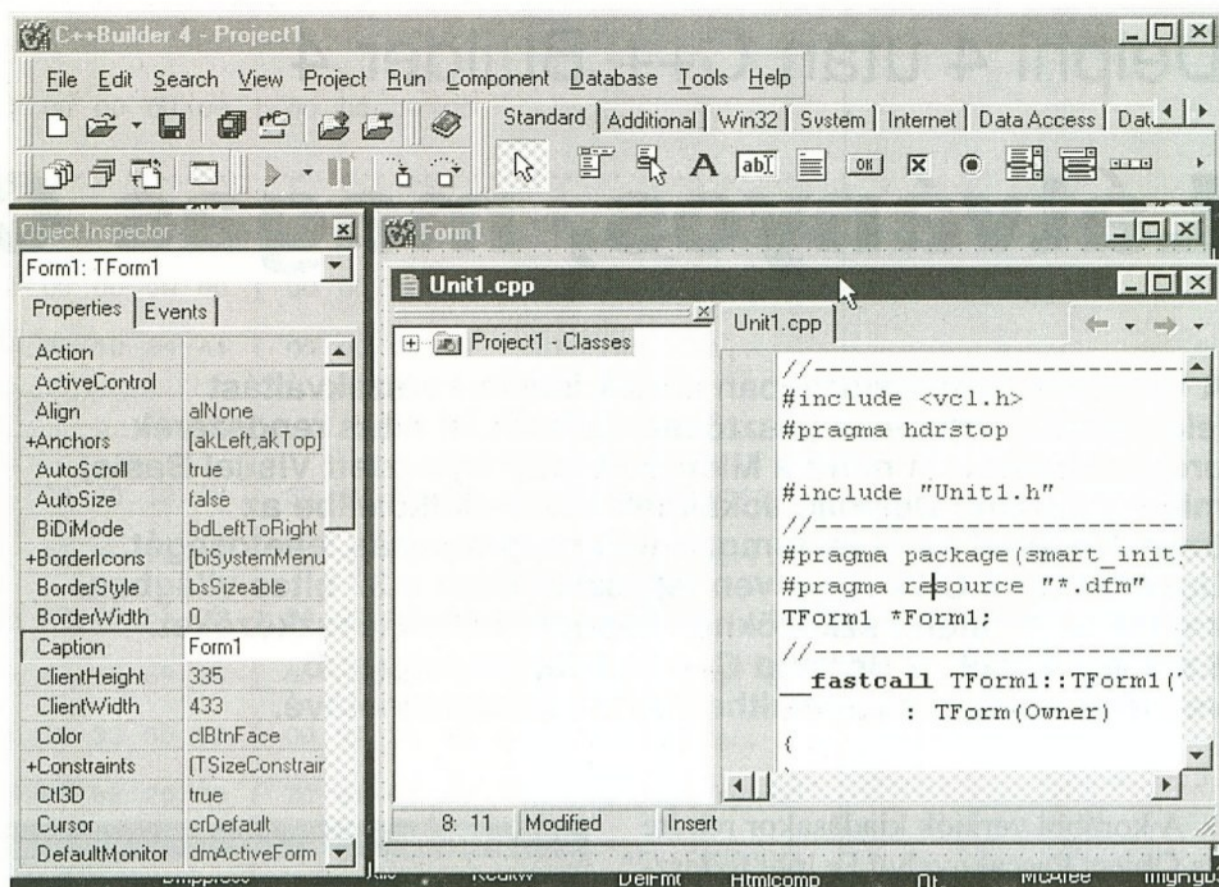 C++Builder 4 - Project1
File Edit Search View Project Run Component Database Tools Help
Standard Additional Win32 System Internet Data Access Dat
Object Inspector
Form1: TForm1
Properties Events
Action
ActiveControl
Align alNone
+Anchors [akLeft,akTop]
AutoScroll true
AutoSize false
BiDiMode bdLeftToRight
+BorderIcons [biSystemMenu
BorderStyle bsSizeable
BorderWidth 0
Caption Form1
ClientHeight 335
ClientWidth 433
Color clBtnFace
+Constraints (TSizeConstrain
Ctl3D true
Cursor crDefault
DefaultMonitor dmActiveForm
Form1
Unit1.cpp
Project1 - Classes
Unit1.cpp
//---------------------------
#include <vcl.h>
#pragma hdrstop
#include "Unit1.h"
//---------------------------
#pragma package(smart_init)
#pragma resource "*.dfm"
TForm1 *Form1;
//---------------------------
__fastcall TForm1::TForm1(
: TForm(Owner)
{
8: 11 Modified Insert
DelFmt Htmlcomp McAfee